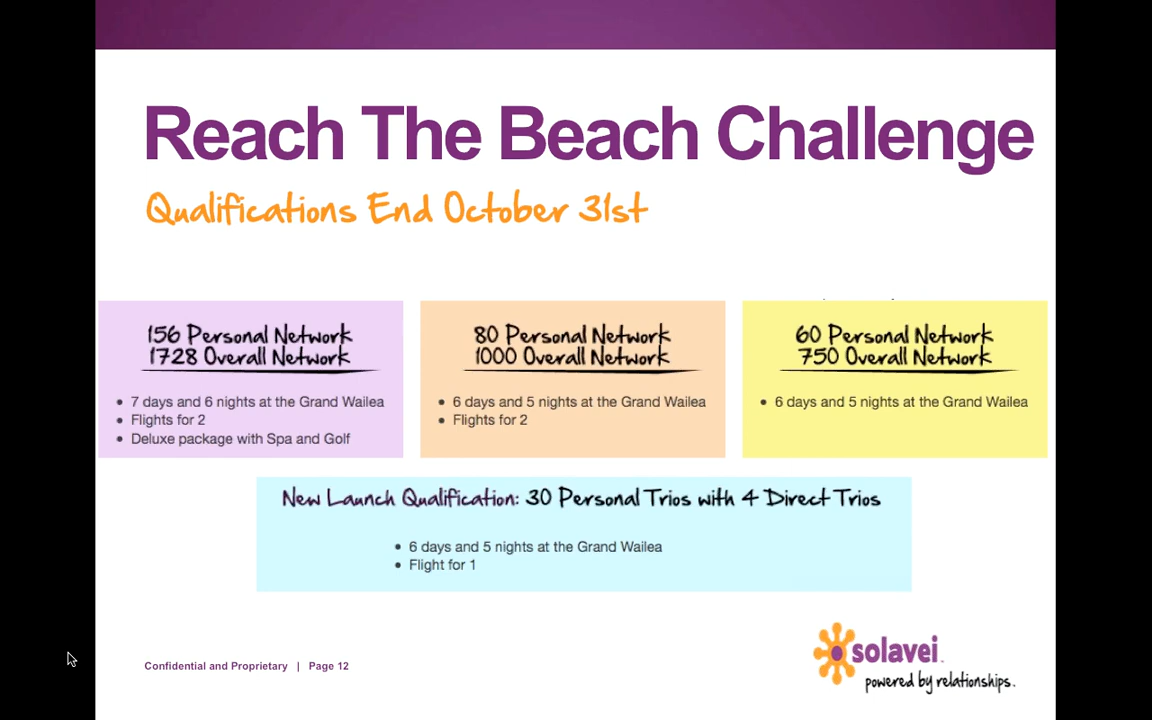 Reach The Beach Challenge
Qualifications End October 31st
156 Personal Network
1728 Overall Network
• 7 days and 6 nights at the Grand Wailea
• Flights for 2
• Deluxe package with Spa and Golf
80 Personal Network
1000 Overall Network
• 6 days and 5 nights at the Grand Wailea
• Flights for 2
60 Personal Network
750 Overall Network
• 6 days and 5 nights at the Grand Wailea
New Launch Qualification: 30 Personal Trios with 4 Direct Trios
• 6 days and 5 nights at the Grand Wailea
• Flight for 1
Confidential and Proprietary | Page 12
solavei
powered by relationships.